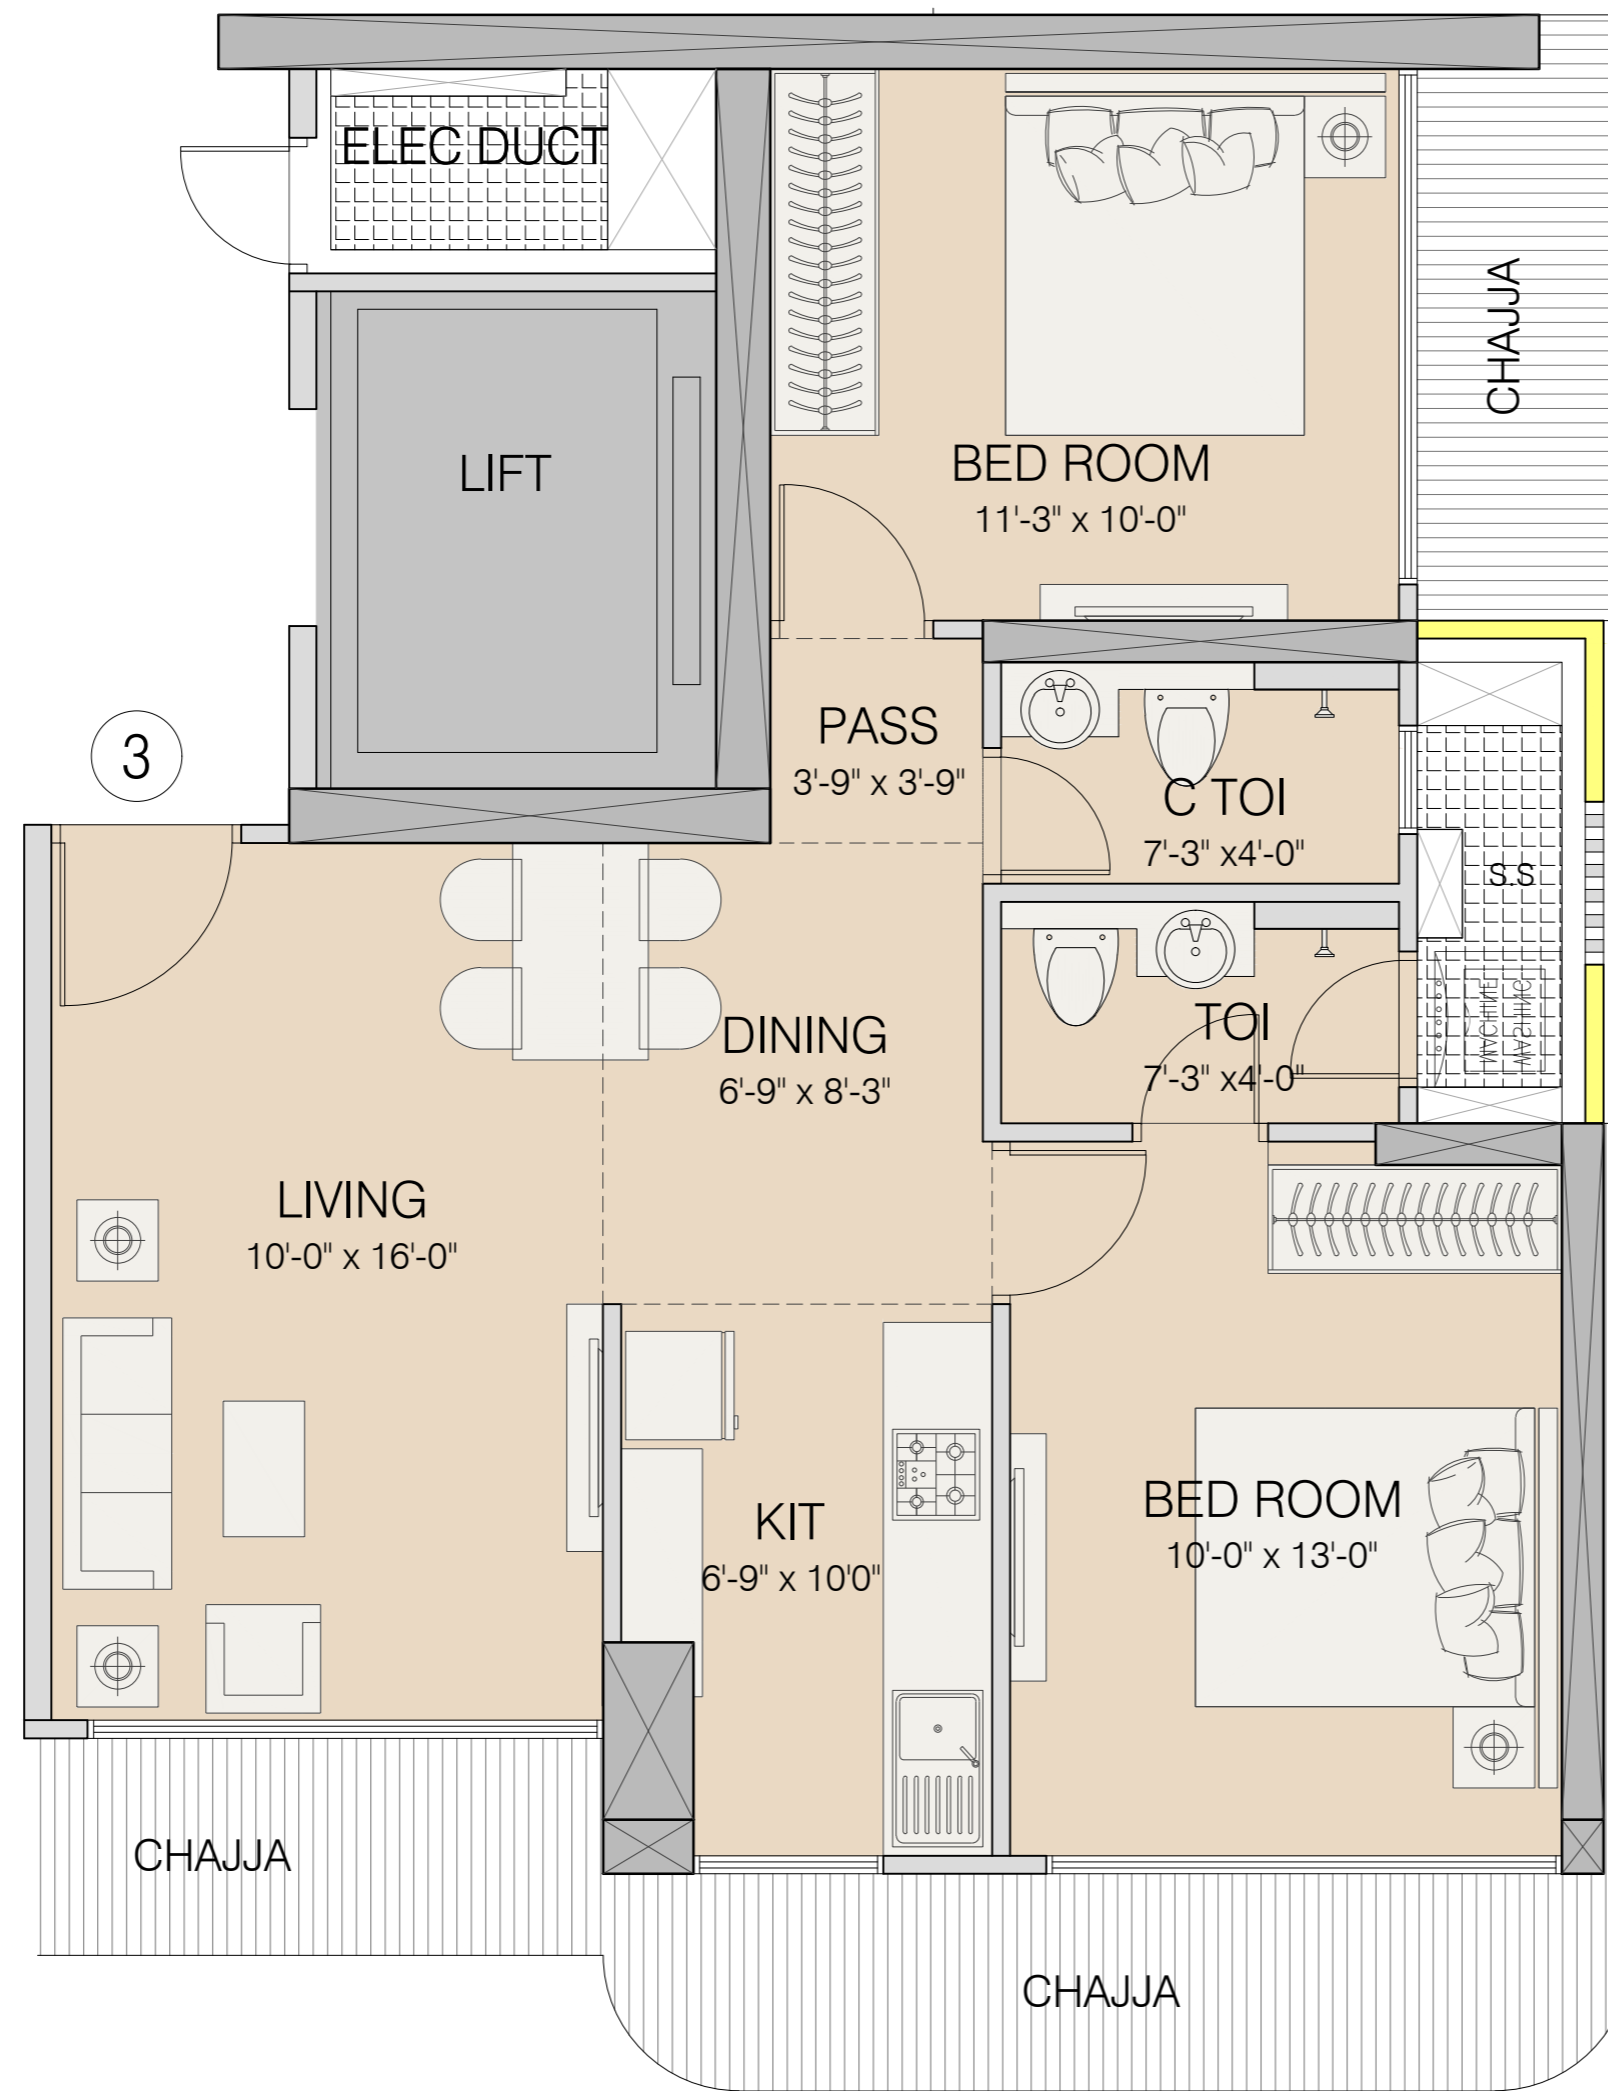 ELEC DUCT
LIFT
BED ROOM
11'-3" x 10'-0"
CHAJJA
3
PASS
3'-9" x 3'-9"
C TOI
7'-3" x4'-0"
S.S
WASHING
MACHINE
TOI
7'-3" x4'-0"
DINING
6'-9" x 8'-3"
LIVING
10'-0" x 16'-0"
KIT
6'-9" x 10'0"
BED ROOM
10'-0" x 13'-0"
CHAJJA
CHAJJA